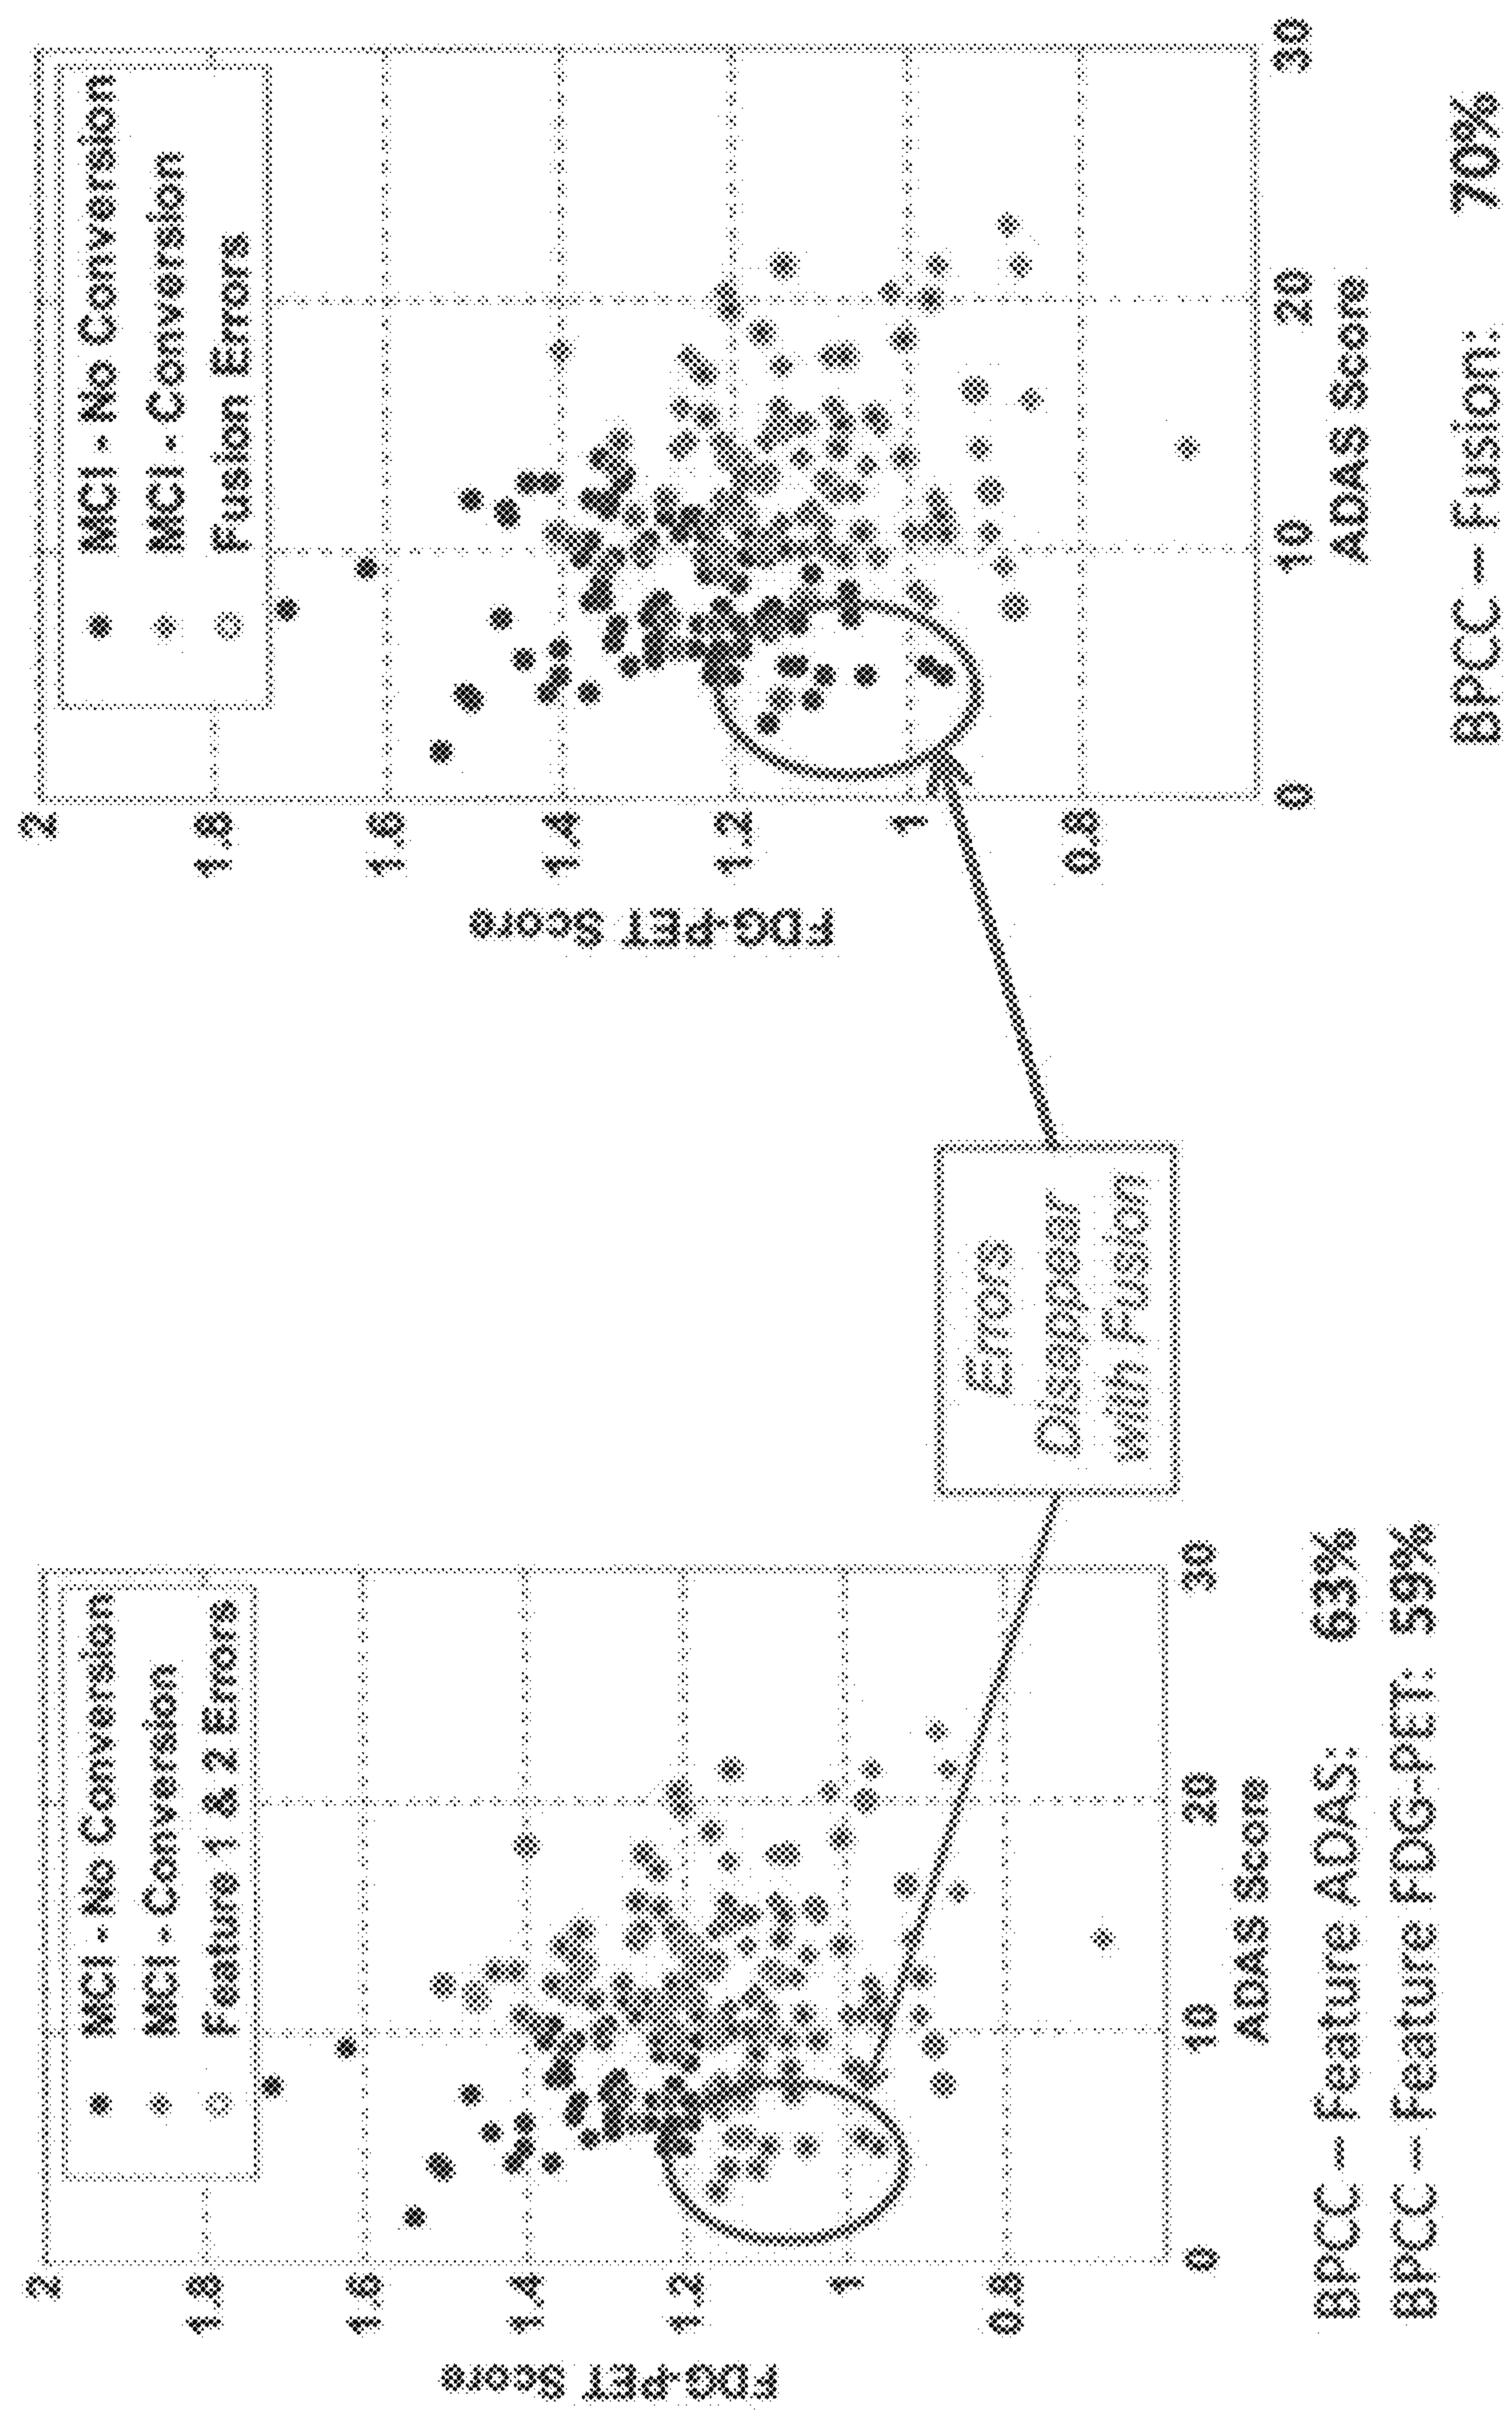 MCI - No Conversion
MCI - Conversion
Feature 1 & 2 Errors
2
1.8
1.6
1.4
1.2
1
0.8
FDG-PET Score
0
10
20
30
ADAS Score
BPCC – Feature ADAS: 63%
BPCC – Feature FDG-PET: 59%
Errors
Disappear
with Fusion
MCI - No Conversion
MCI - Conversion
Fusion Errors
2
1.8
1.6
1.4
1.2
1
0.8
FDG-PET Score
0
10
20
30
ADAS Score
BPCC – Fusion: 70%